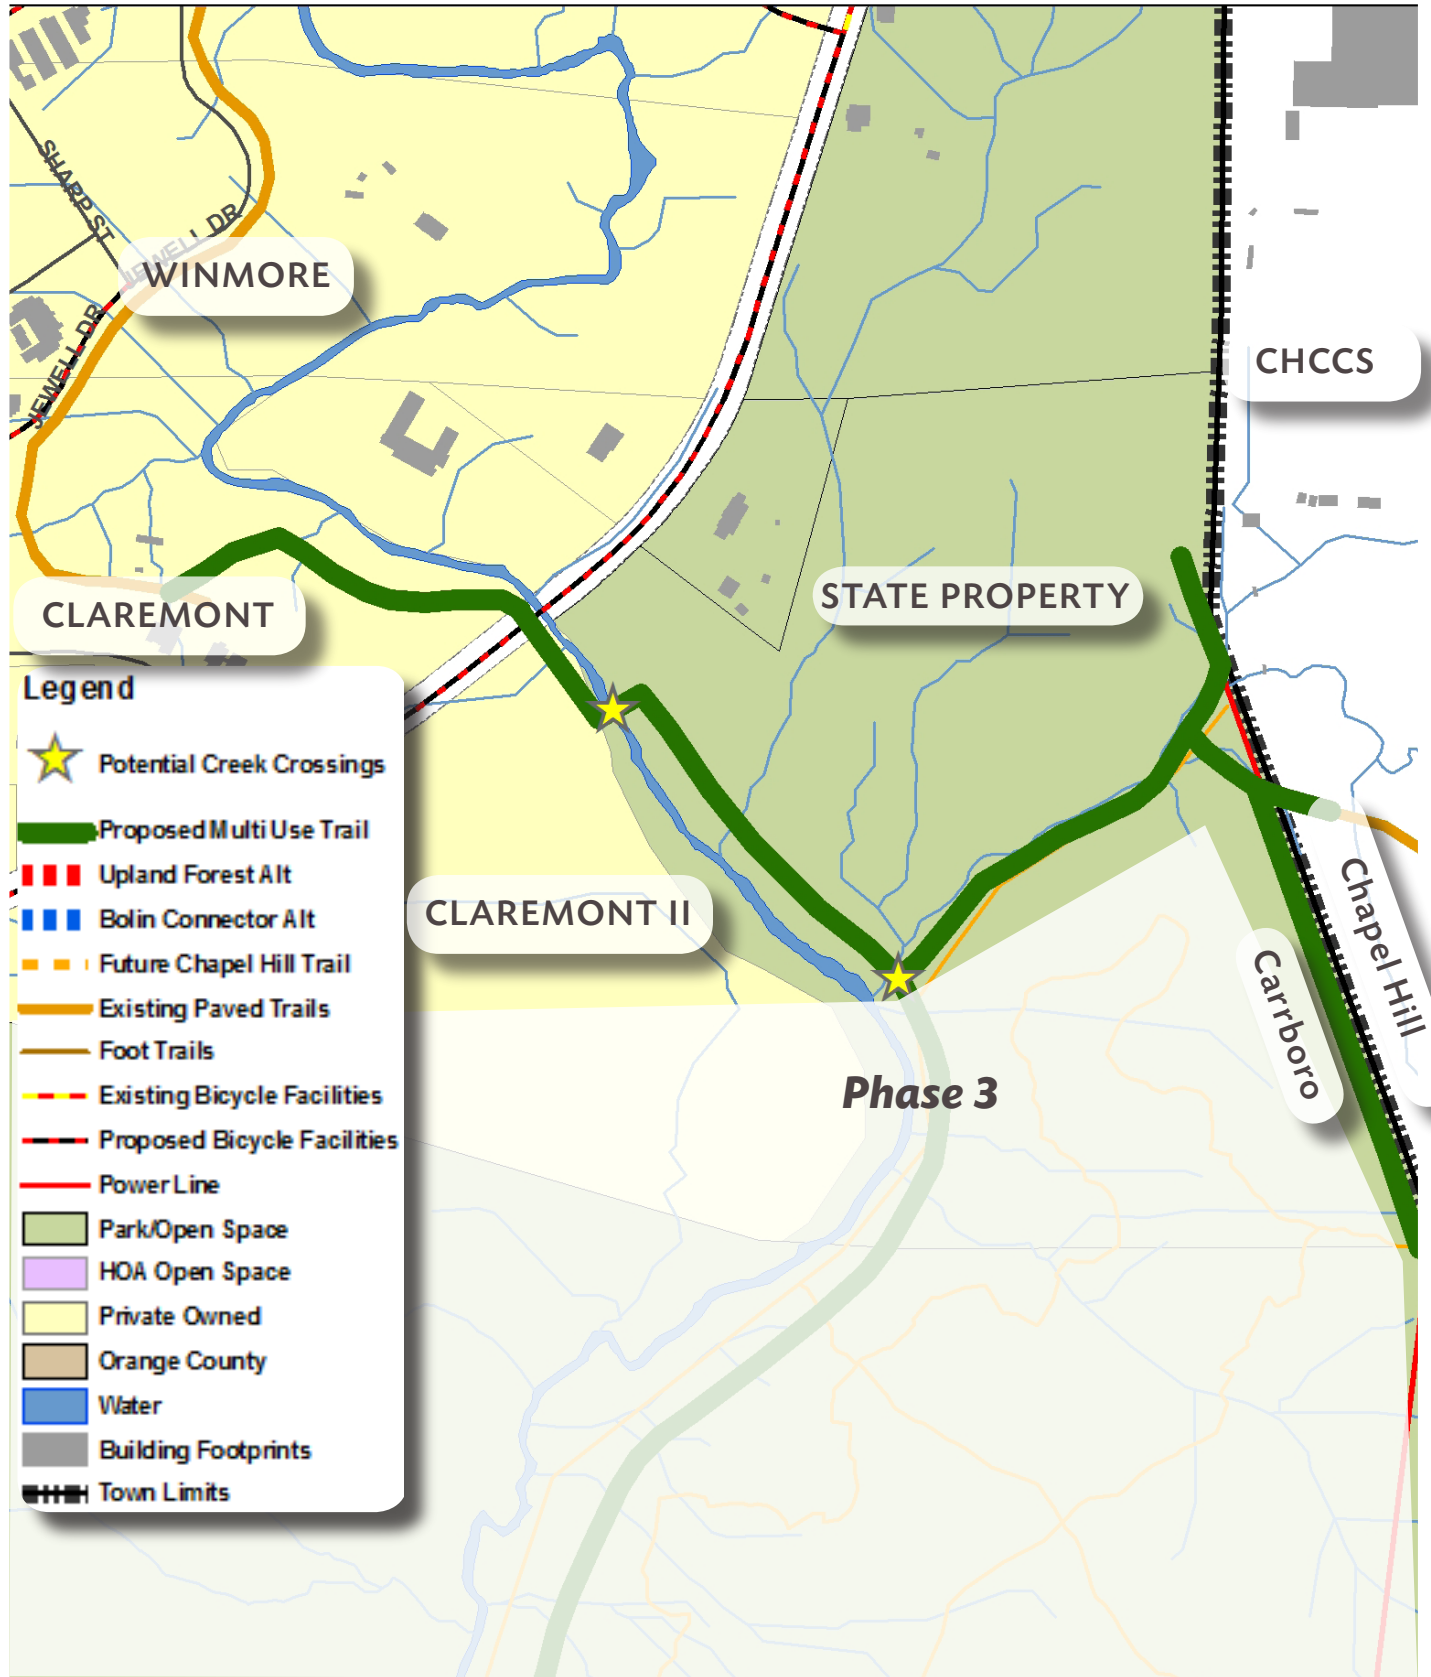 SHARP ST
JEWELL DR
WINMORE
JEWELL DR
CHCCS
STATE PROPERTY
CLAREMONT
Legend
Potential Creek Crossings
Proposed Multi Use Trail
Upland Forest Alt
Bolin Connector Alt
Future Chapel Hill Trail
Existing Paved Trails
Foot Trails
Existing Bicycle Facilities
Proposed Bicycle Facilities
Power Line
Park/Open Space
HOA Open Space
Private Owned
Orange County
Water
Building Footprints
Town Limits
CLAREMONT II
Chapel Hill
Carrboro
Phase 3